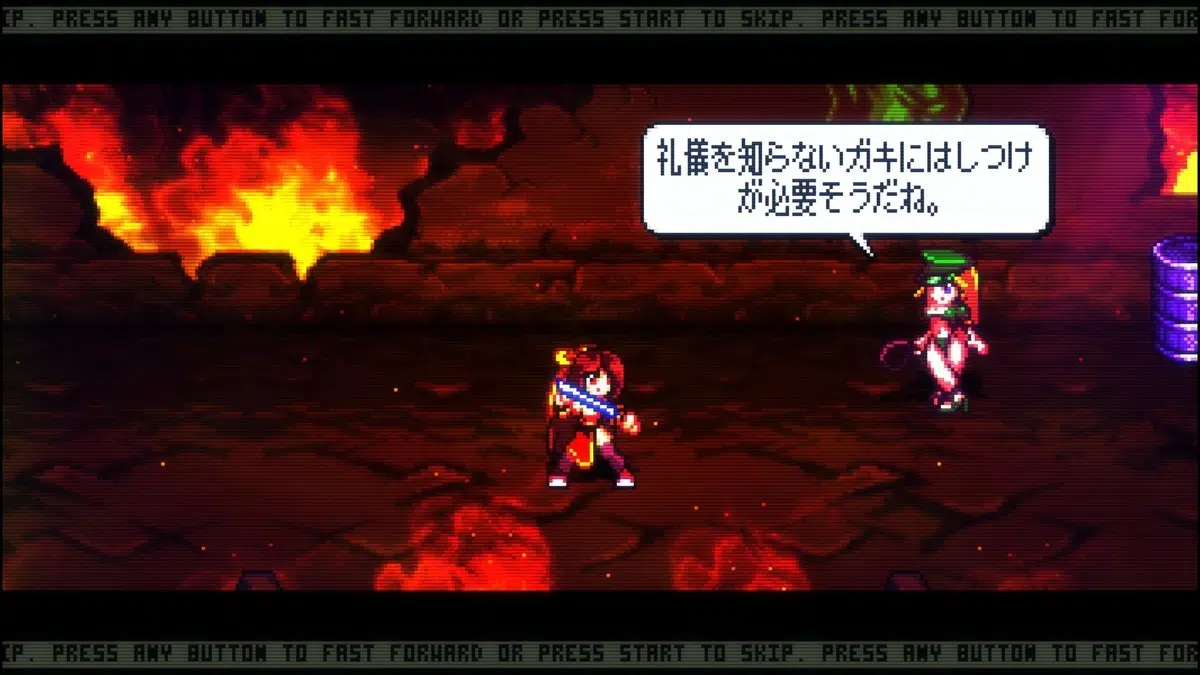 IP. PRESS ANY BUTTON TO FAST FORWARD OR PRESS START TO SKIP. PRESS ANY BUTTON TO FAST FOR
礼儀を知らないガキにはしつけ
が必要そうだね。
IP. PRESS ANY BUTTON TO FAST FORWARD OR PRESS START TO SKIP. PRESS ANY BUTTON TO FAST FOR